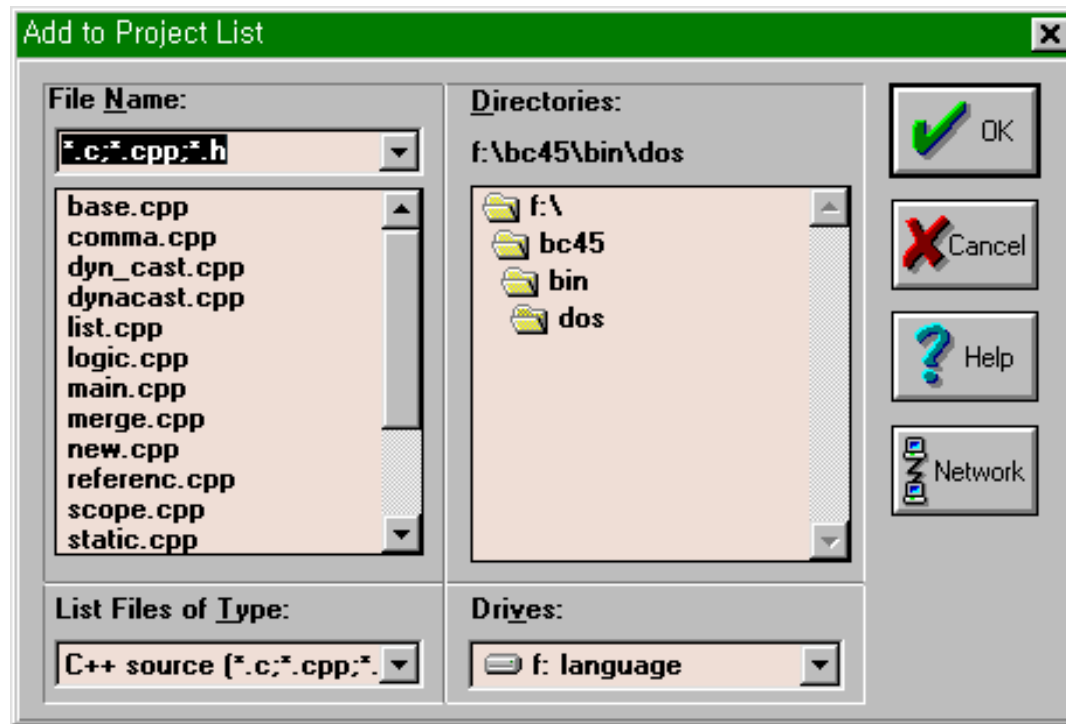 Add to Project List
File Name:
*.c;*.cpp;*.h
base.cpp
comma.cpp
dyn_cast.cpp
dynacast.cpp
list.cpp
logic.cpp
main.cpp
merge.cpp
new.cpp
referenc.cpp
scope.cpp
static.cpp
List Files of Type:
C++ source (*.c;*.cpp;*.
Directories:
f:\bc45\bin\dos
f:\
bc45
bin
dos
Drives:
f: language
OK
Cancel
Help
Network